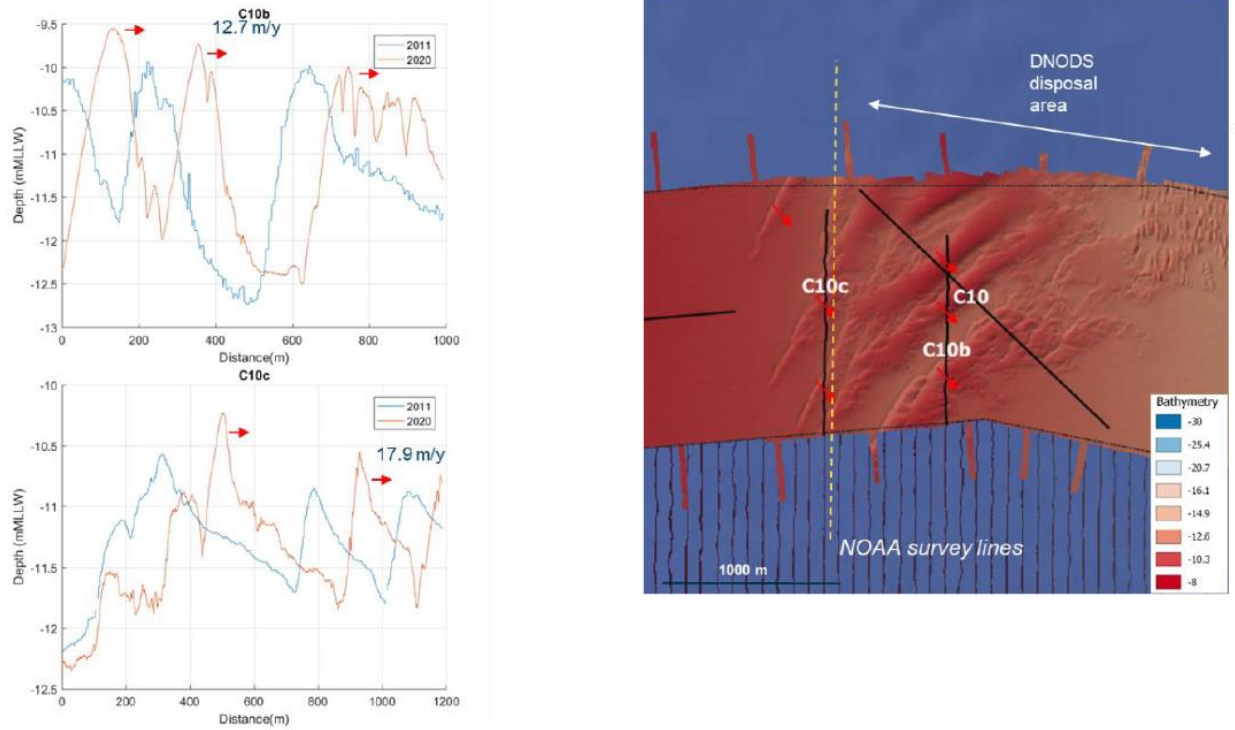 C10b
12.7 m/y
2011
2020
-9.5
-10
-10.5
-11
-11.5
-12
-12.5
-13
Depth (mMLLW)
0
200
400
600
800
1000
Distance(m)
C10c
2011
2020
17.9 m/y
-10
-10.5
-11
-11.5
-12
-12.5
Depth (mMLLW)
0
200
400
600
800
1000
1200
Distance(m)
DNODS
disposal
area
C10c
C10
C10b
NOAA survey lines
1000 m
Bathymetry
-30
-25.4
-20.7
-16.1
-14.9
-12.6
-10.3
-8